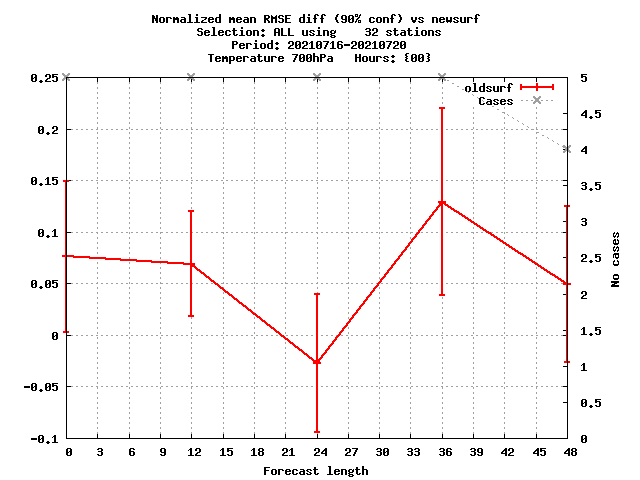 Normalized mean RMSE diff (90% conf) vs newsurf
Selection: ALL using    32 stations
Period: 20210716-20210720
Temperature 700hPa   Hours: {00}
oldsurf
Cases
0.25
0.2
0.15
0.1
0.05
0
-0.05
-0.1
5
4.5
4
3.5
3
2.5
2
1.5
1
0.5
0
No cases
0 3 6 9 12 15 18 21 24 27 30 33 36 39 42 45 48
Forecast length